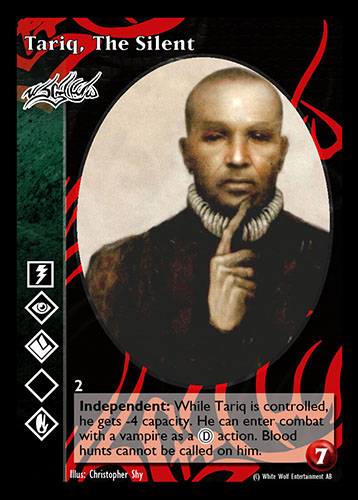 Tariq, The Silent
2
Independent: While Tariq is controlled,
he gets -4 capacity. He can enter combat
with a vampire as a Ⓓ action. Blood
hunts cannot be called on him.
7
Illus: Christopher Shy
(C) White Wolf Entertainment AB